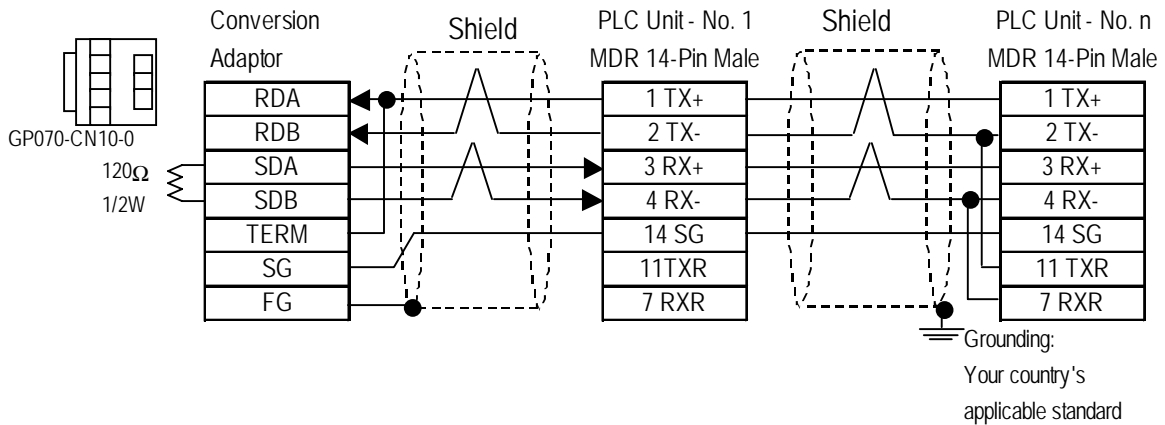 Conversion Adaptor
Shield
PLC Unit - No. 1
MDR 14-Pin Male
Shield
PLC Unit - No. n
MDR 14-Pin Male
GP070-CN10-0
120Ω
1/2W
RDA
RDB
SDA
SDB
TERM
SG
FG
1 TX+
2 TX-
3 RX+
4 RX-
14 SG
11TXR
7 RXR
1 TX+
2 TX-
3 RX+
4 RX-
14 SG
11 TXR
7 RXR
Grounding:
Your country's
applicable standard